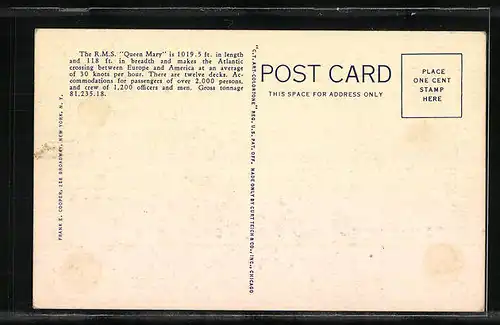 The R.M.S. "Queen Mary" is 1019.5 ft. in length
and 118 ft. in breadth and makes the Atlantic
crossing between Europe and America at an average
of 30 knots per hour. There are twelve decks. Ac-
commodations for passengers of over 2,000 persons,
and crew of 1,200 officers and men. Gross tonnage
81,235.18.
FRANK E. COOPER, 116 BROADWAY, NEW YORK, N. Y.
"C.T. ART-COLORTONE" REG. U.S. PAT. OFF. MADE ONLY BY CURT TEICH & CO., INC., CHICAGO
POST CARD
THIS SPACE FOR ADDRESS ONLY
PLACE
ONE CENT
STAMP
HERE